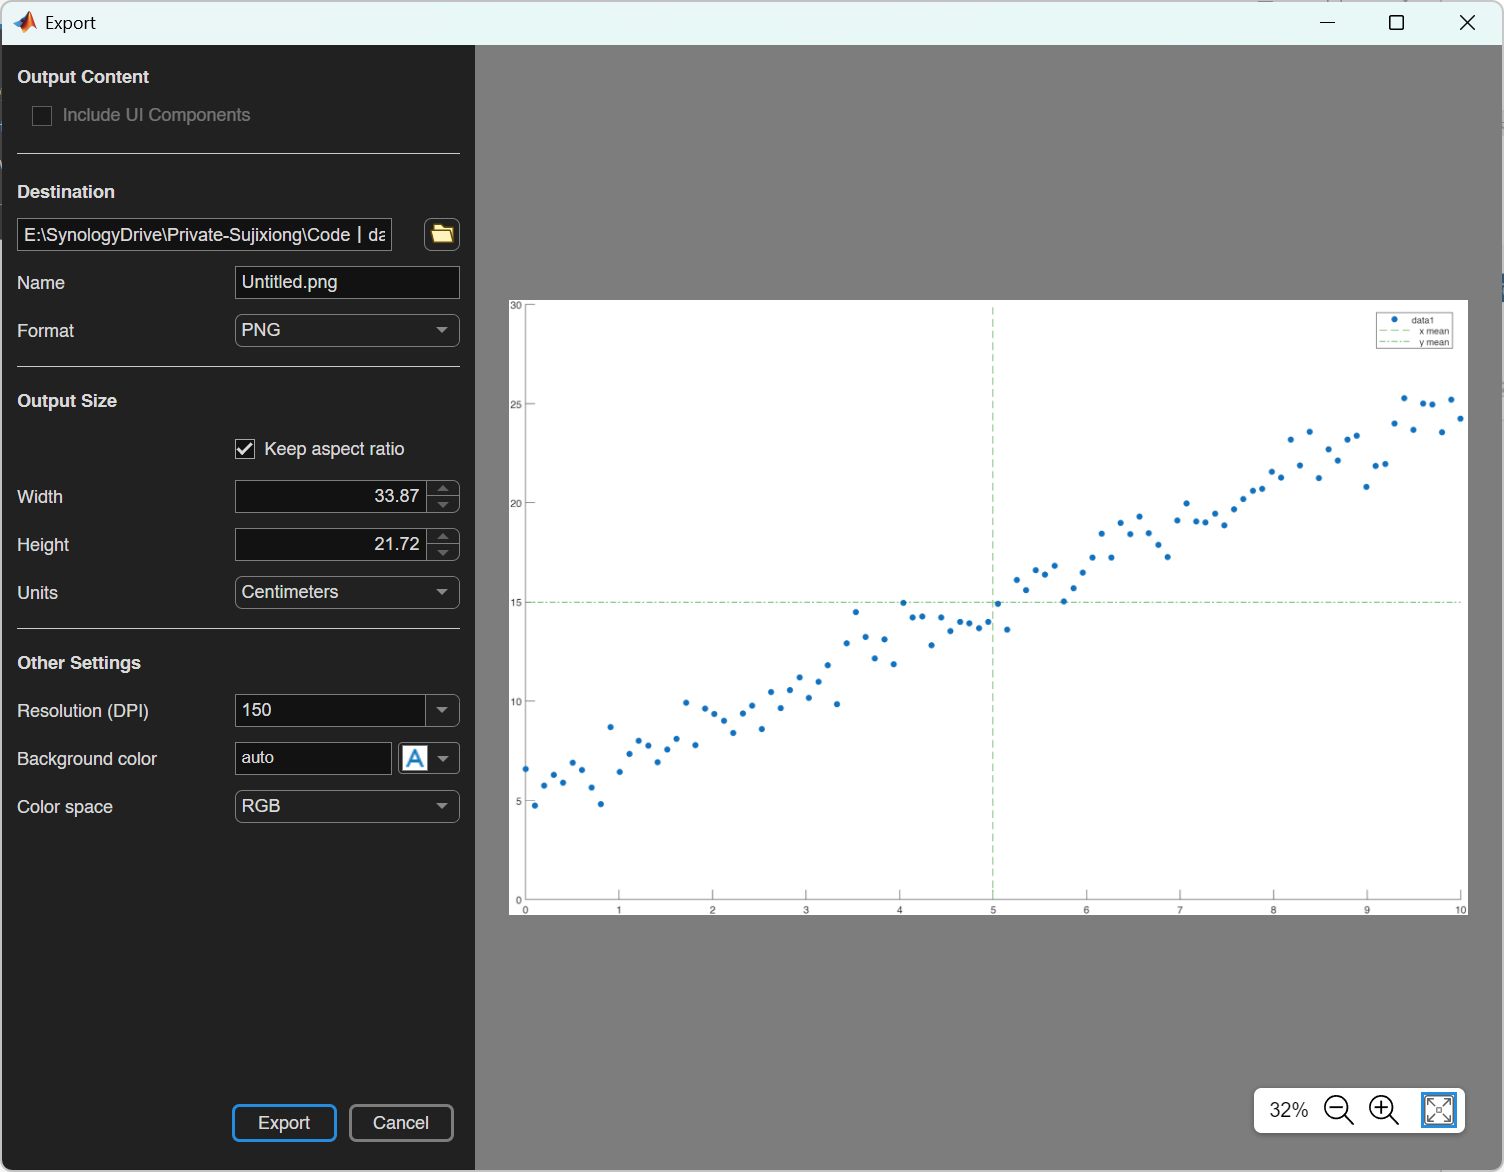 Export
Output Content
Include UI Components
Destination
E:\SynologyDrive\Private-Sujixiong\Code | da
Name Untitled.png
Format PNG
Output Size
Keep aspect ratio
Width 33.87
Height 21.72
Units Centimeters
Other Settings
Resolution (DPI) 150
Background color auto A
Color space RGB
Export Cancel
30
25
20
15
10
5
0
0 1 2 3 4 5 6 7 8 9 10
data1
x mean
y mean
32%